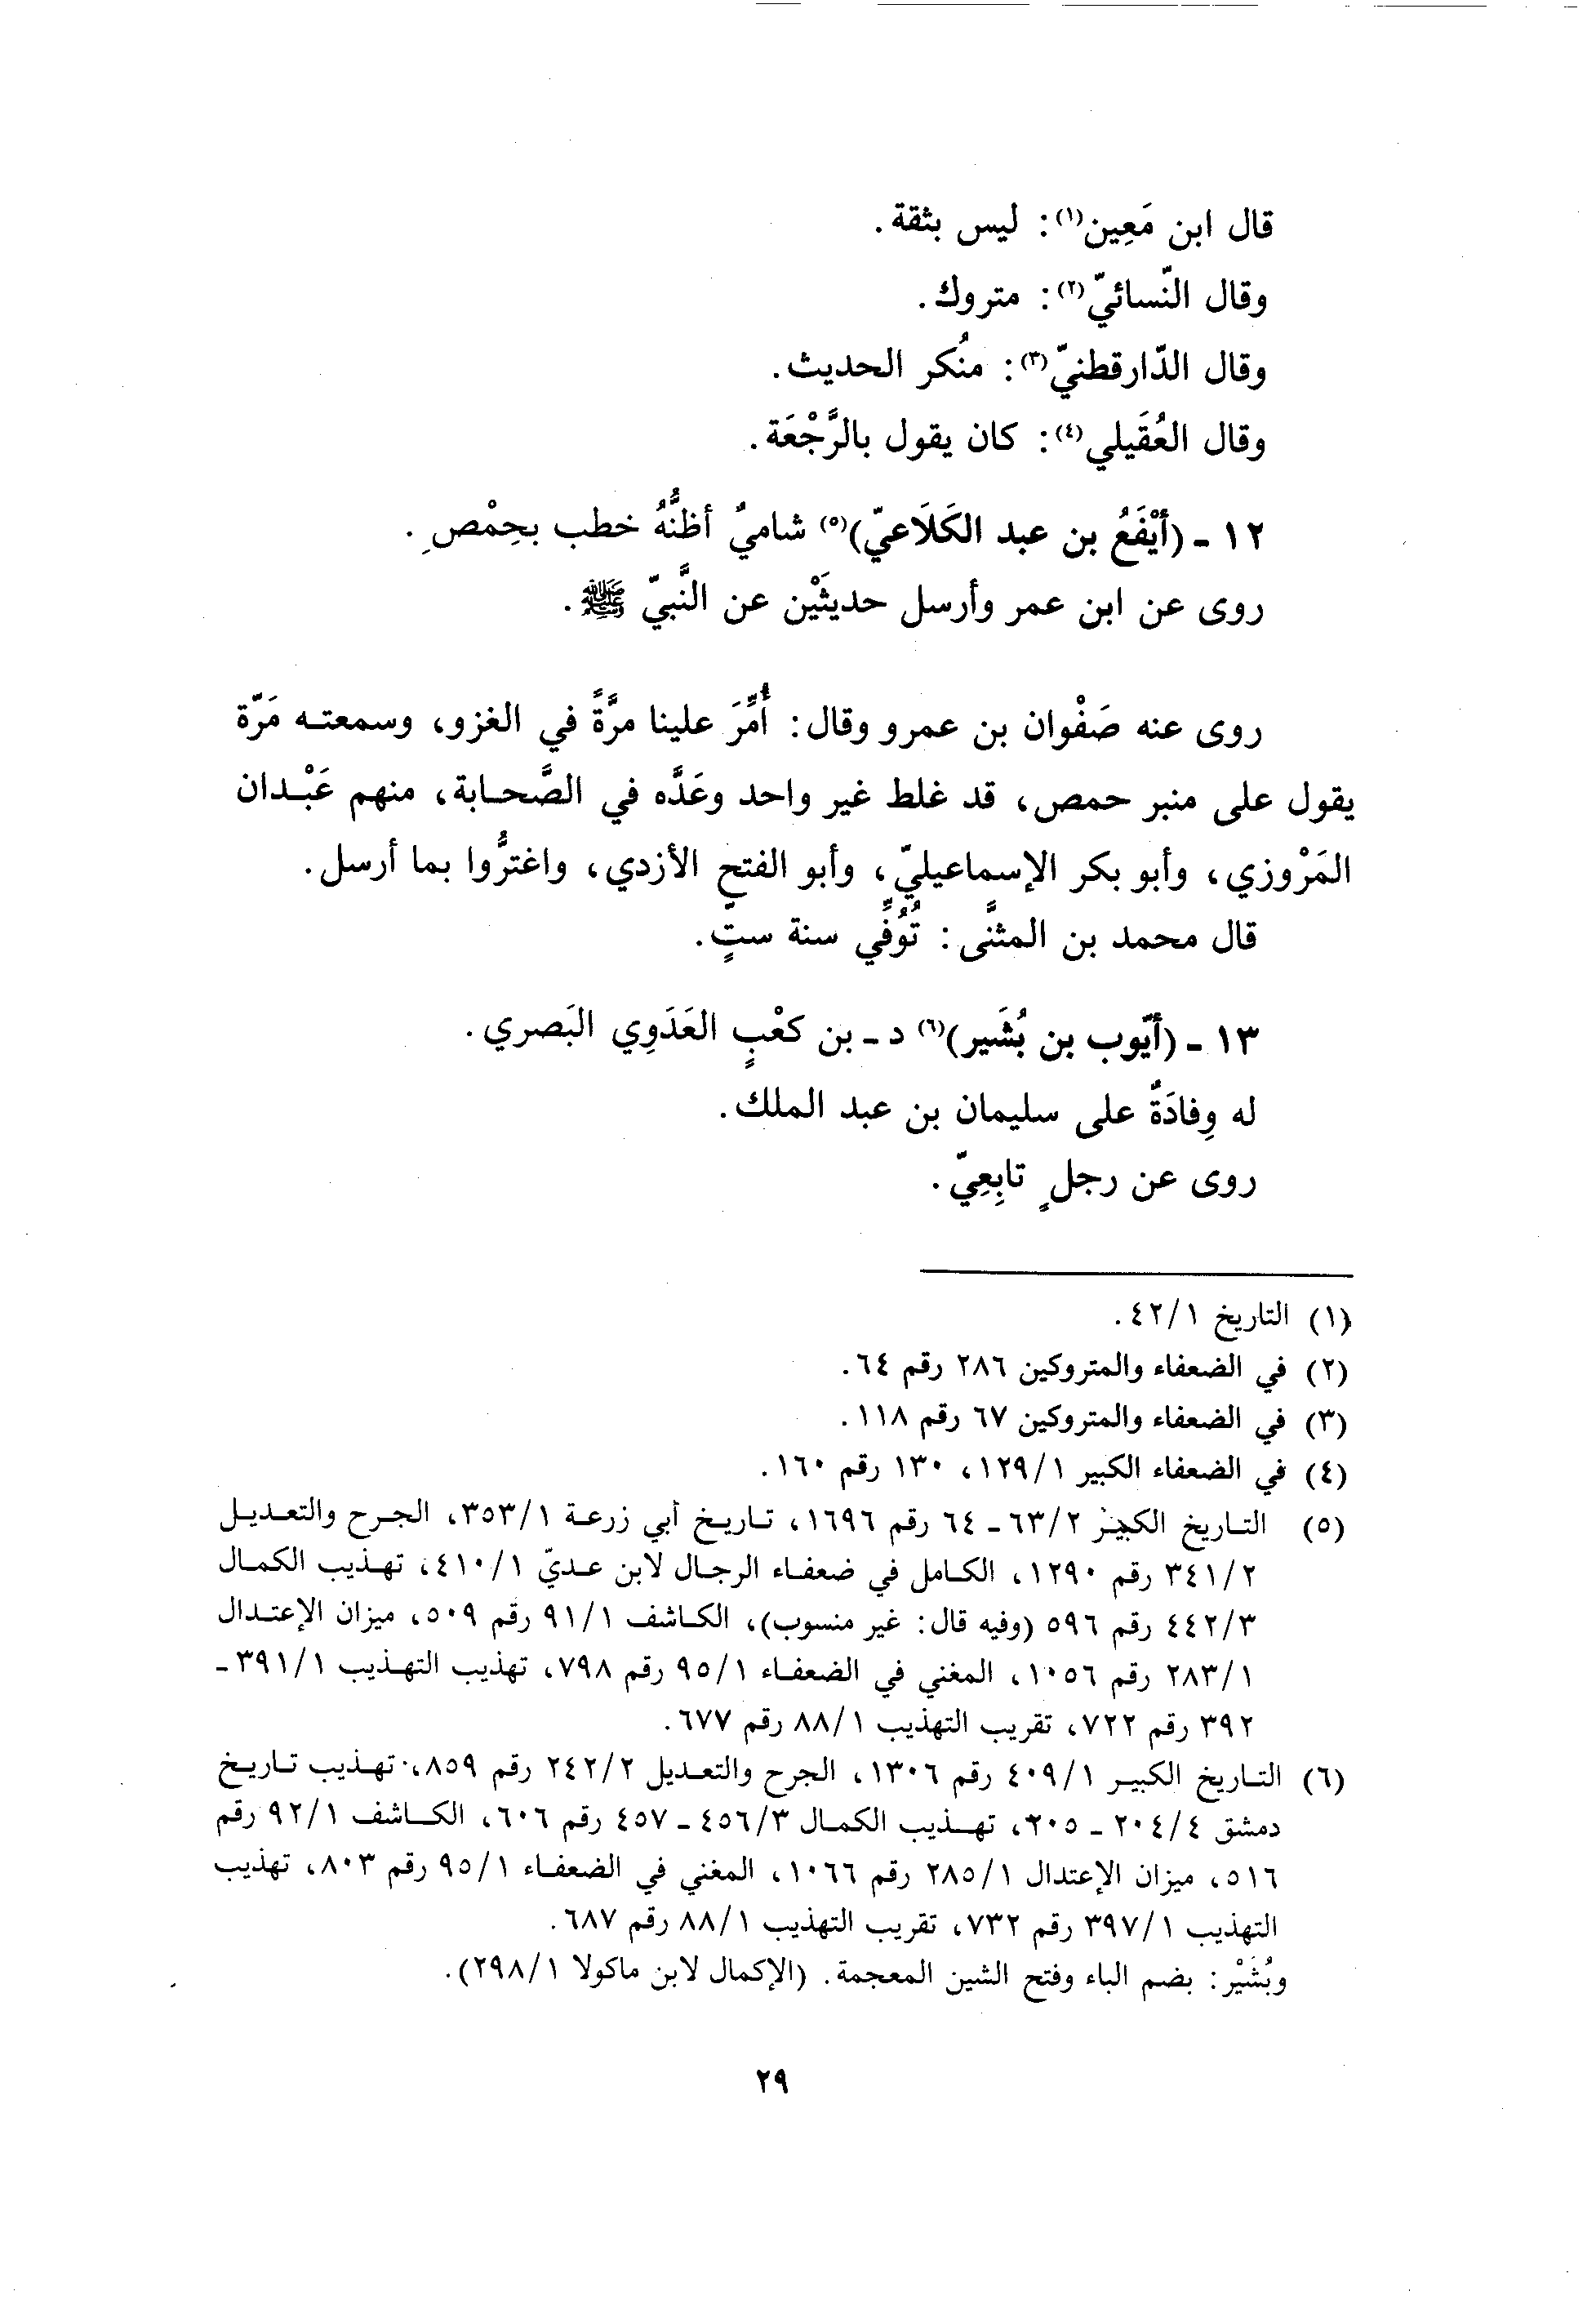 قال ابن مَعِين(١): ليس بثقة.
وقال النّسائيّ(٢): متروك.
وقال الدّارقطنيّ(٣): منُكر الحديث.
وقال العُقَيلي(٤): كان يقول بالرَّجْعَة.
١٢ - (أَيْفَعُ بن عبد الكَلَاعيّ)(٥) شاميٌ أظنُّهُ خطب بحِمْصِ.
روى عن ابن عمر وأرسل حديثَيْن عن النَّبيّ ﷺ.
روى عنه صَفْوان بن عمرو وقال: أُمِّرَ علينا مرَّةً في الغزو، وسمعته مَرّة
يقول على منبر حمص، قد غلط غير واحد وعَدَّه في الصَّحابة، منهم عَبْدان
المَرْوزي، وأبو بكر الإسماعيليّ، وأبو الفتح الأزدي، واغترُّوا بما أرسل.
قال محمد بن المثنَّى: تُوُفِّي سنة ستٍّ.
١٣ - (أيّوب بن بُشَير)(٦) د - بن كعْبٍ العَدَوِي البَصري.
له وِفادَةٌ على سليمان بن عبد الملك.
روى عن رجلٍ تابِعِيّ.
(١) التاريخ ٤٢/١.
(٢) في الضعفاء والمتروكين ٢٨٦ رقم ٦٤.
(٣) في الضعفاء والمتروكين ٦٧ رقم ١١٨.
(٤) في الضعفاء الكبير ١٢٩/١، ١٣٠ رقم ١٦٠.
(٥) التاريخ الكبير ٦٣/٢ - ٦٤ رقم ١٦٩٦، تاريخ أبي زرعة ٣٥٣/١، الجرح والتعديل
٣٤١/٢ رقم ١٢٩٠، الكامل في ضعفاء الرجال لابن عديّ ٤١٠/١، تهذيب الكمال
٤٤٢/٣ رقم ٥٩٦ (وفيه قال: غير منسوب)، الكاشف ٩١/١ رقم ٥٠٩، ميزان الإعتدال
٢٨٣/١ رقم ١٠٥٦، المغني في الضعفاء ٩٥/١ رقم ٧٩٨، تهذيب التهذيب ٣٩١/١ -
٣٩٢ رقم ٧٢٢، تقريب التهذيب ٨٨/١ رقم ٦٧٧.
(٦) التاريخ الكبير ٤٠٩/١ رقم ١٣٠٦، الجرح والتعديل ٢٤٢/٢ رقم ٨٥٩، تهذيب تاريخ
دمشق ٢٠٤/٤ - ٢٠٥، تهذيب الكمال ٤٥٦/٣ - ٤٥٧ رقم ٦٠٦، الكاشف ٩٢/١ رقم
٥١٦، ميزان الإعتدال ٢٨٥/١ رقم ١٠٦٦، المغني في الضعفاء ٩٥/١ رقم ٨٠٣، تهذيب
التهذيب ٣٩٧/١ رقم ٧٣٢، تقريب التهذيب ٨٨/١ رقم ٦٨٧.
وبُشَيْر: بضم الباء وفتح الشين المعجمة. (الإكمال لابن ماكولا ٢٩٨/١).
٢٩